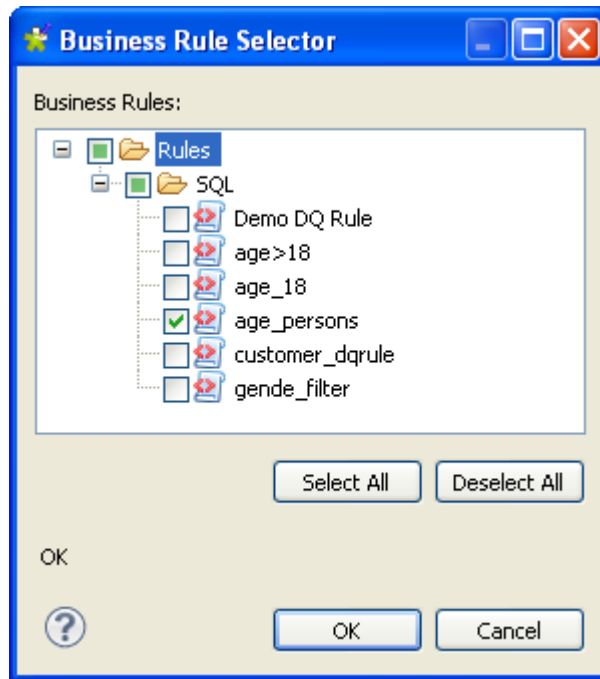 Business Rule Selector
Business Rules:
Rules
SQL
Demo DQ Rule
age>18
age_18
age_persons
customer_dqrule
gende_filter
Select All Deselect All
OK
? OK Cancel